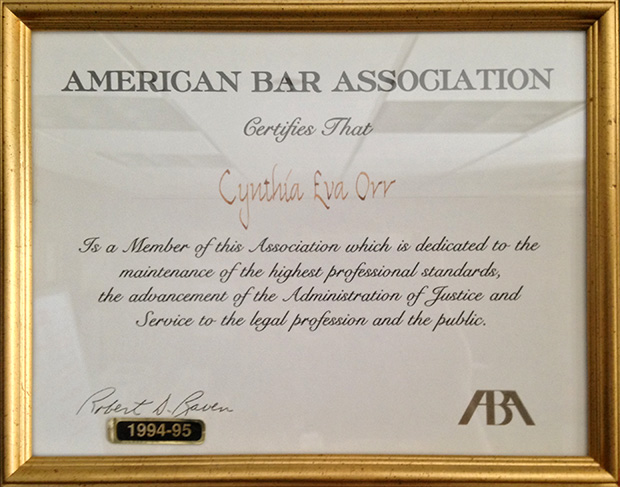 AMERICAN BAR ASSOCIATION
Certifies That
Cynthia Eva Orr
Is a Member of this Association which is dedicated to the
maintenance of the highest professional standards,
the advancement of the Administration of Justice and
Service to the legal profession and the public.
Robert D. Raven
1994-95
ABA